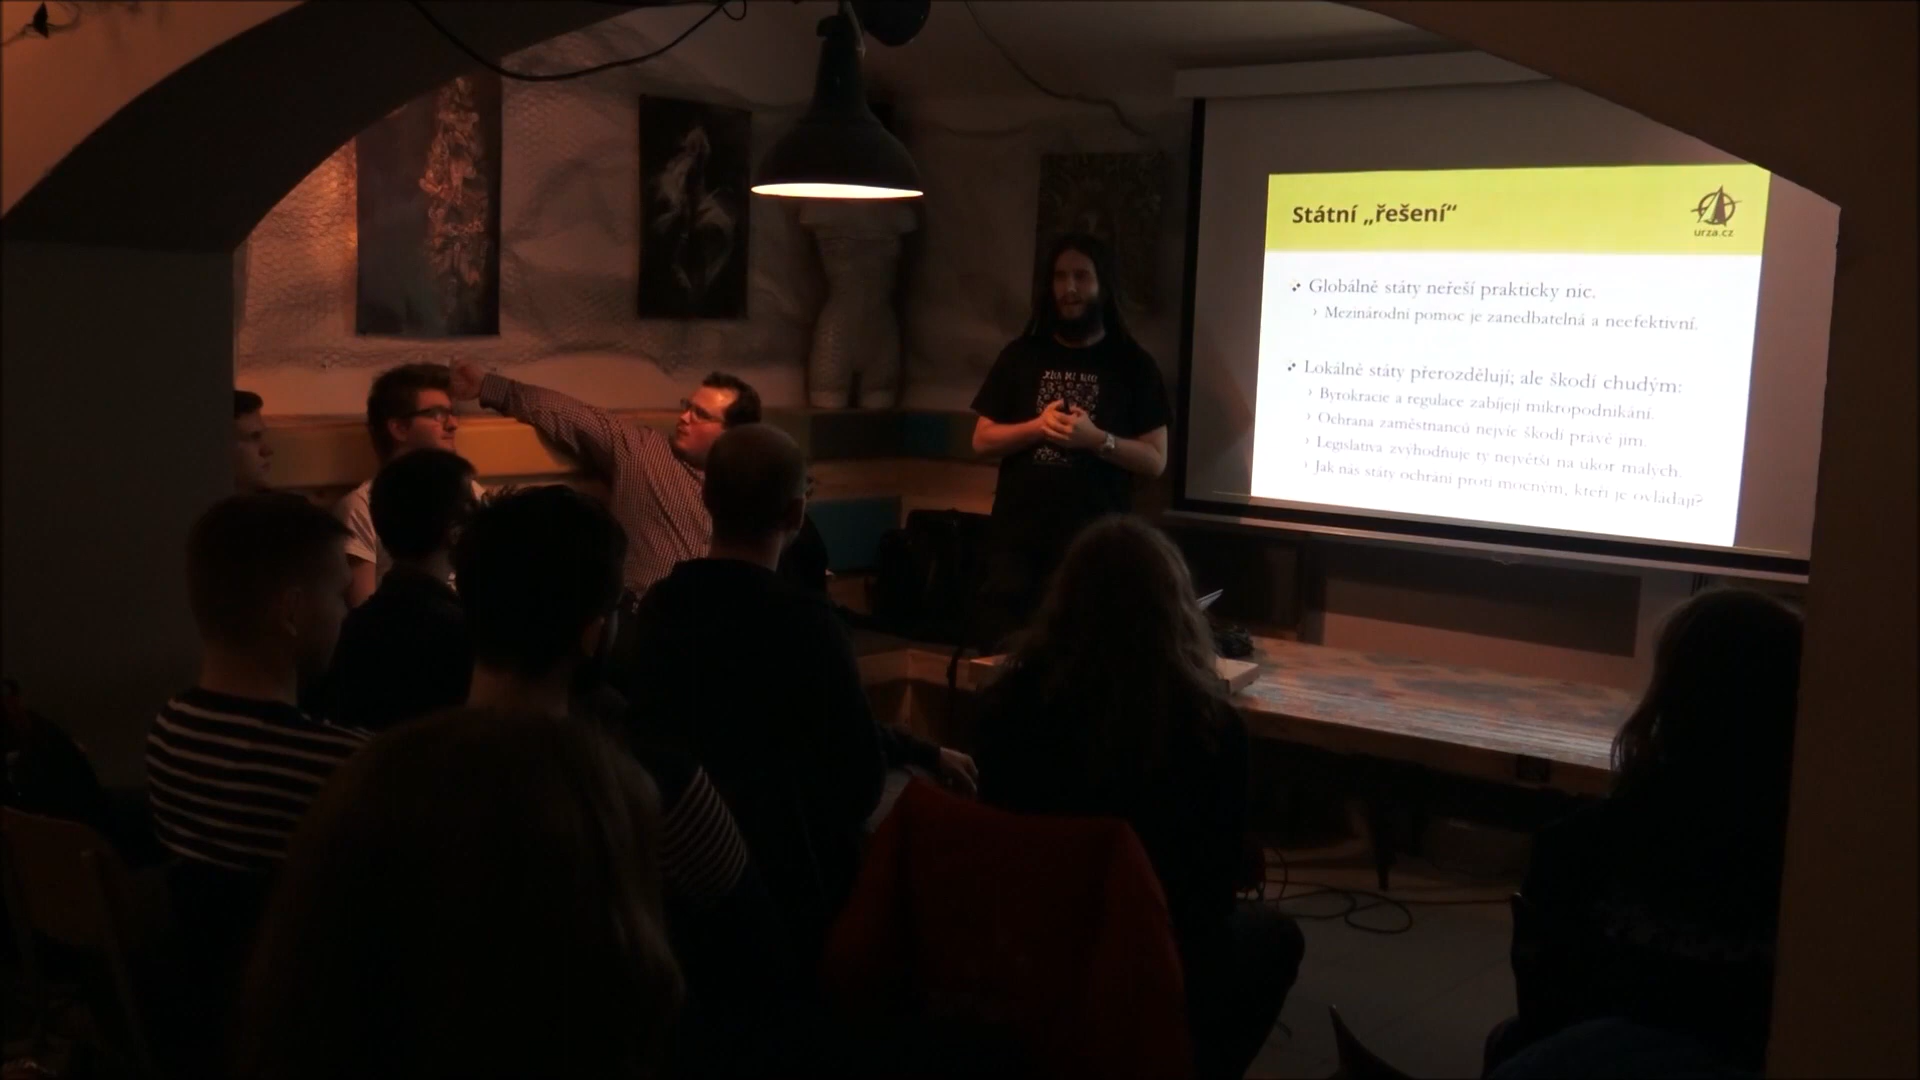 Státní „řešení“
urza.cz
Globálně státy neřeší prakticky nic.
Mezinárodní pomoc je zanedbatelná a neefektivní.
Lokálně státy přerozdělují; ale škodí chudým:
Byrokracie a regulace zabíjejí mikropodnikání.
Ochrana zaměstnanců nejvíc škodí právě jim.
Legislativa zvýhodňuje ty největší na úkor malých.
Jak nás státy ochrání proti mocným, kteří je ovládají?